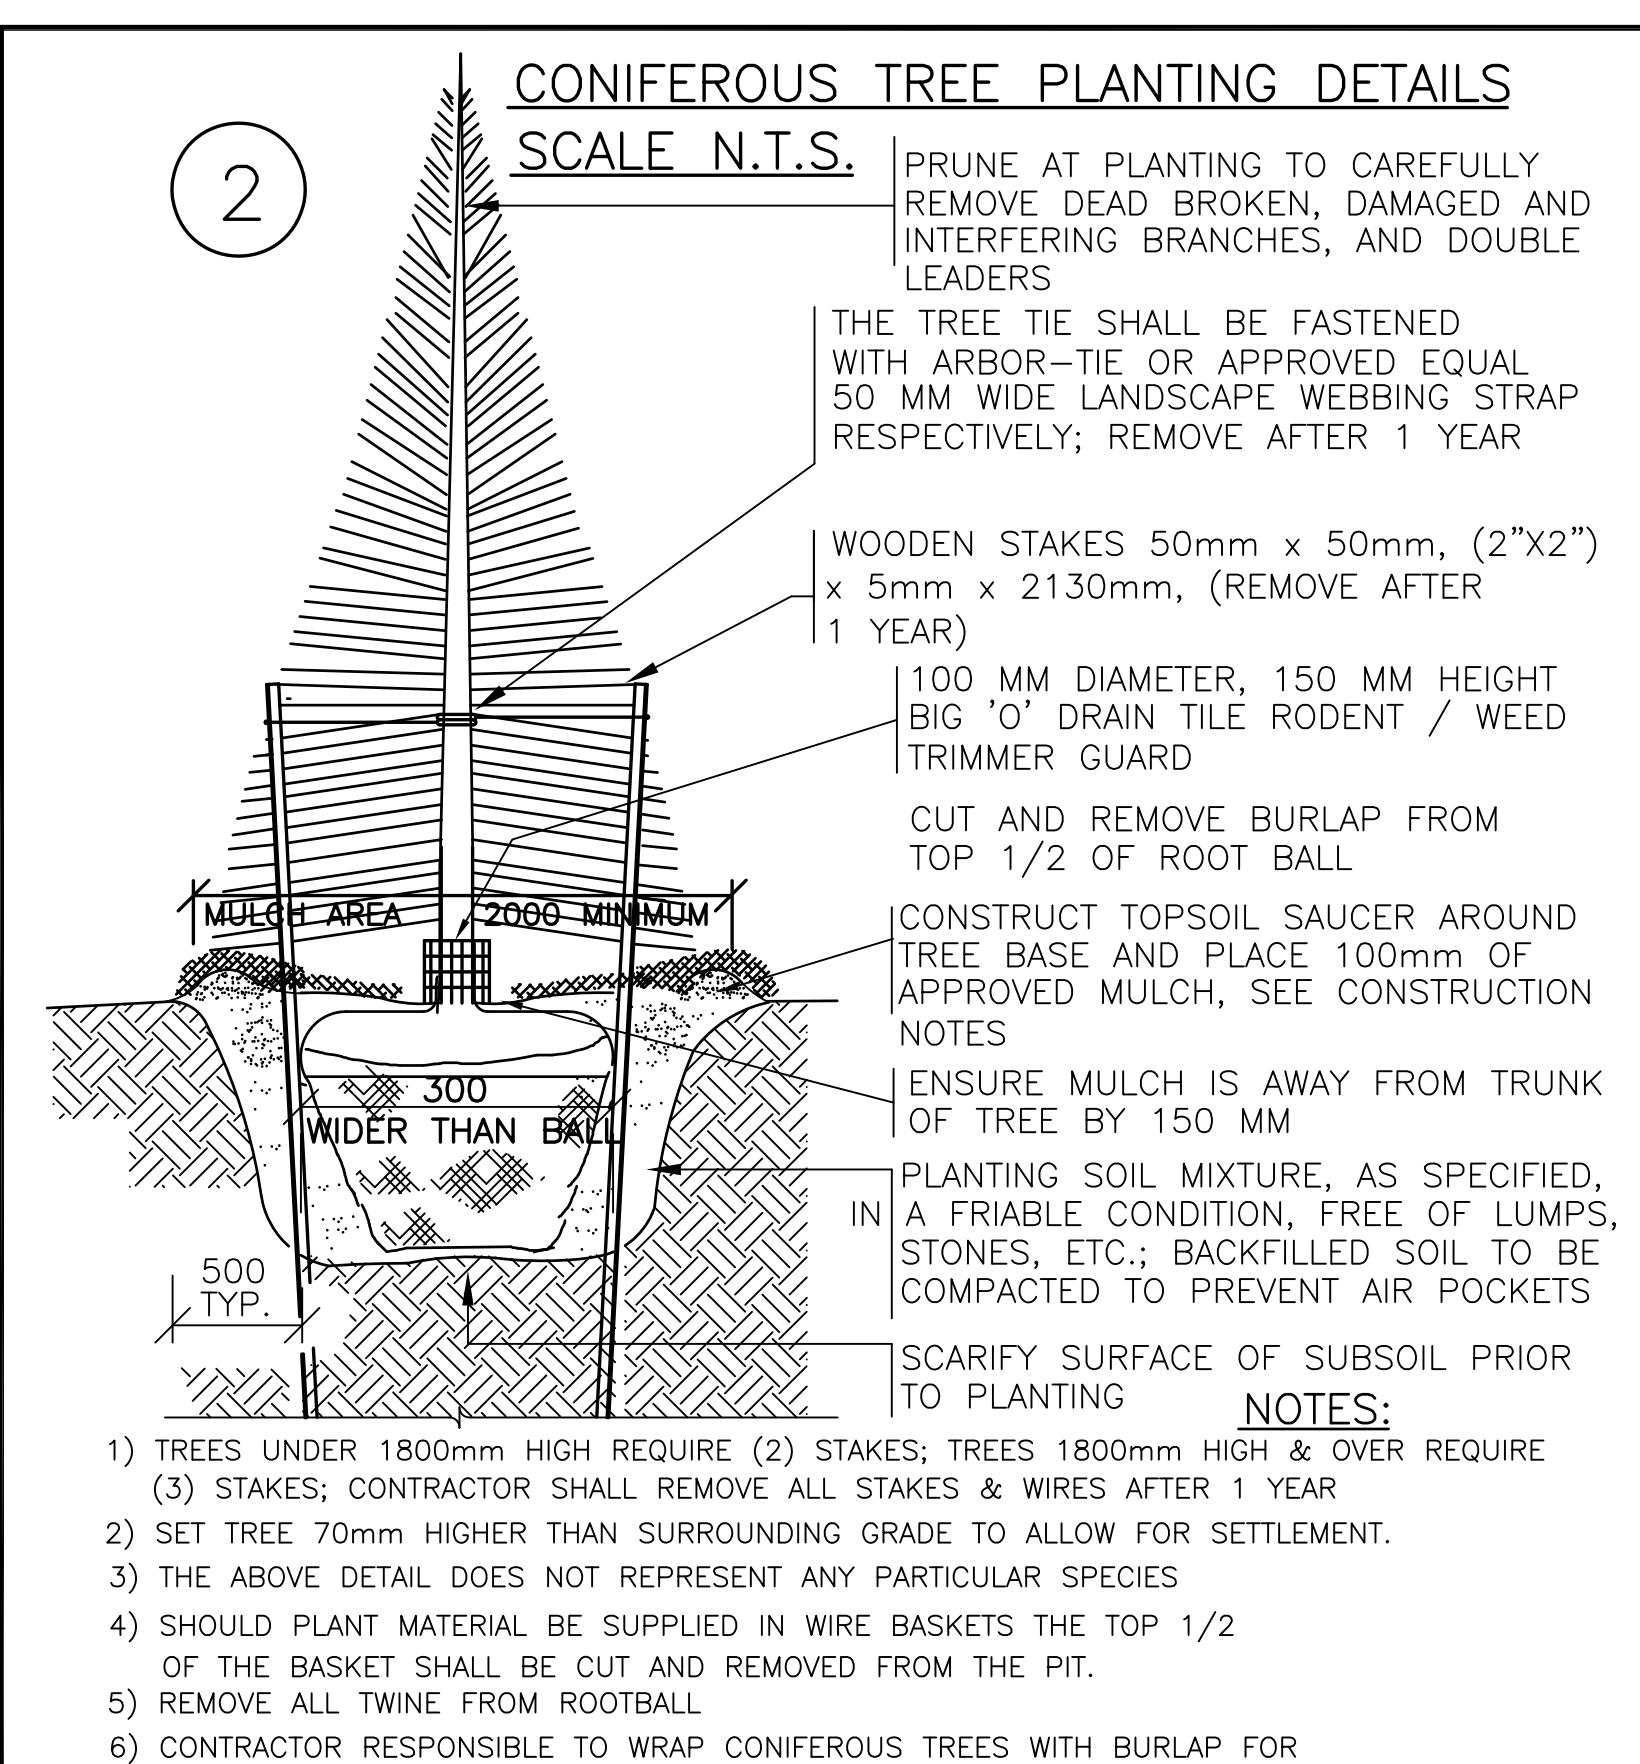 CONIFEROUS TREE PLANTING DETAILS
SCALE N.T.S.
2
PRUNE AT PLANTING TO CAREFULLY
REMOVE DEAD BROKEN, DAMAGED AND
INTERFERING BRANCHES, AND DOUBLE
LEADERS
THE TREE TIE SHALL BE FASTENED
WITH ARBOR-TIE OR APPROVED EQUAL
50 MM WIDE LANDSCAPE WEBBING STRAP
RESPECTIVELY; REMOVE AFTER 1 YEAR
WOODEN STAKES 50mm x 50mm, (2"X2")
x 5mm x 2130mm, (REMOVE AFTER
1 YEAR)
100 MM DIAMETER, 150 MM HEIGHT
BIG 'O' DRAIN TILE RODENT / WEED
TRIMMER GUARD
CUT AND REMOVE BURLAP FROM
TOP 1/2 OF ROOT BALL
MULCH AREA 2000 MINIMUM
CONSTRUCT TOPSOIL SAUCER AROUND
TREE BASE AND PLACE 100mm OF
APPROVED MULCH, SEE CONSTRUCTION
NOTES
300
WIDER THAN BALL
ENSURE MULCH IS AWAY FROM TRUNK
OF TREE BY 150 MM
PLANTING SOIL MIXTURE, AS SPECIFIED,
IN A FRIABLE CONDITION, FREE OF LUMPS,
STONES, ETC.; BACKFILLED SOIL TO BE
COMPACTED TO PREVENT AIR POCKETS
500
TYP.
SCARIFY SURFACE OF SUBSOIL PRIOR
TO PLANTING
NOTES:
1) TREES UNDER 1800mm HIGH REQUIRE (2) STAKES; TREES 1800mm HIGH & OVER REQUIRE
(3) STAKES; CONTRACTOR SHALL REMOVE ALL STAKES & WIRES AFTER 1 YEAR
2) SET TREE 70mm HIGHER THAN SURROUNDING GRADE TO ALLOW FOR SETTLEMENT.
3) THE ABOVE DETAIL DOES NOT REPRESENT ANY PARTICULAR SPECIES
4) SHOULD PLANT MATERIAL BE SUPPLIED IN WIRE BASKETS THE TOP 1/2
OF THE BASKET SHALL BE CUT AND REMOVED FROM THE PIT.
5) REMOVE ALL TWINE FROM ROOTBALL
6) CONTRACTOR RESPONSIBLE TO WRAP CONIFEROUS TREES WITH BURLAP FOR